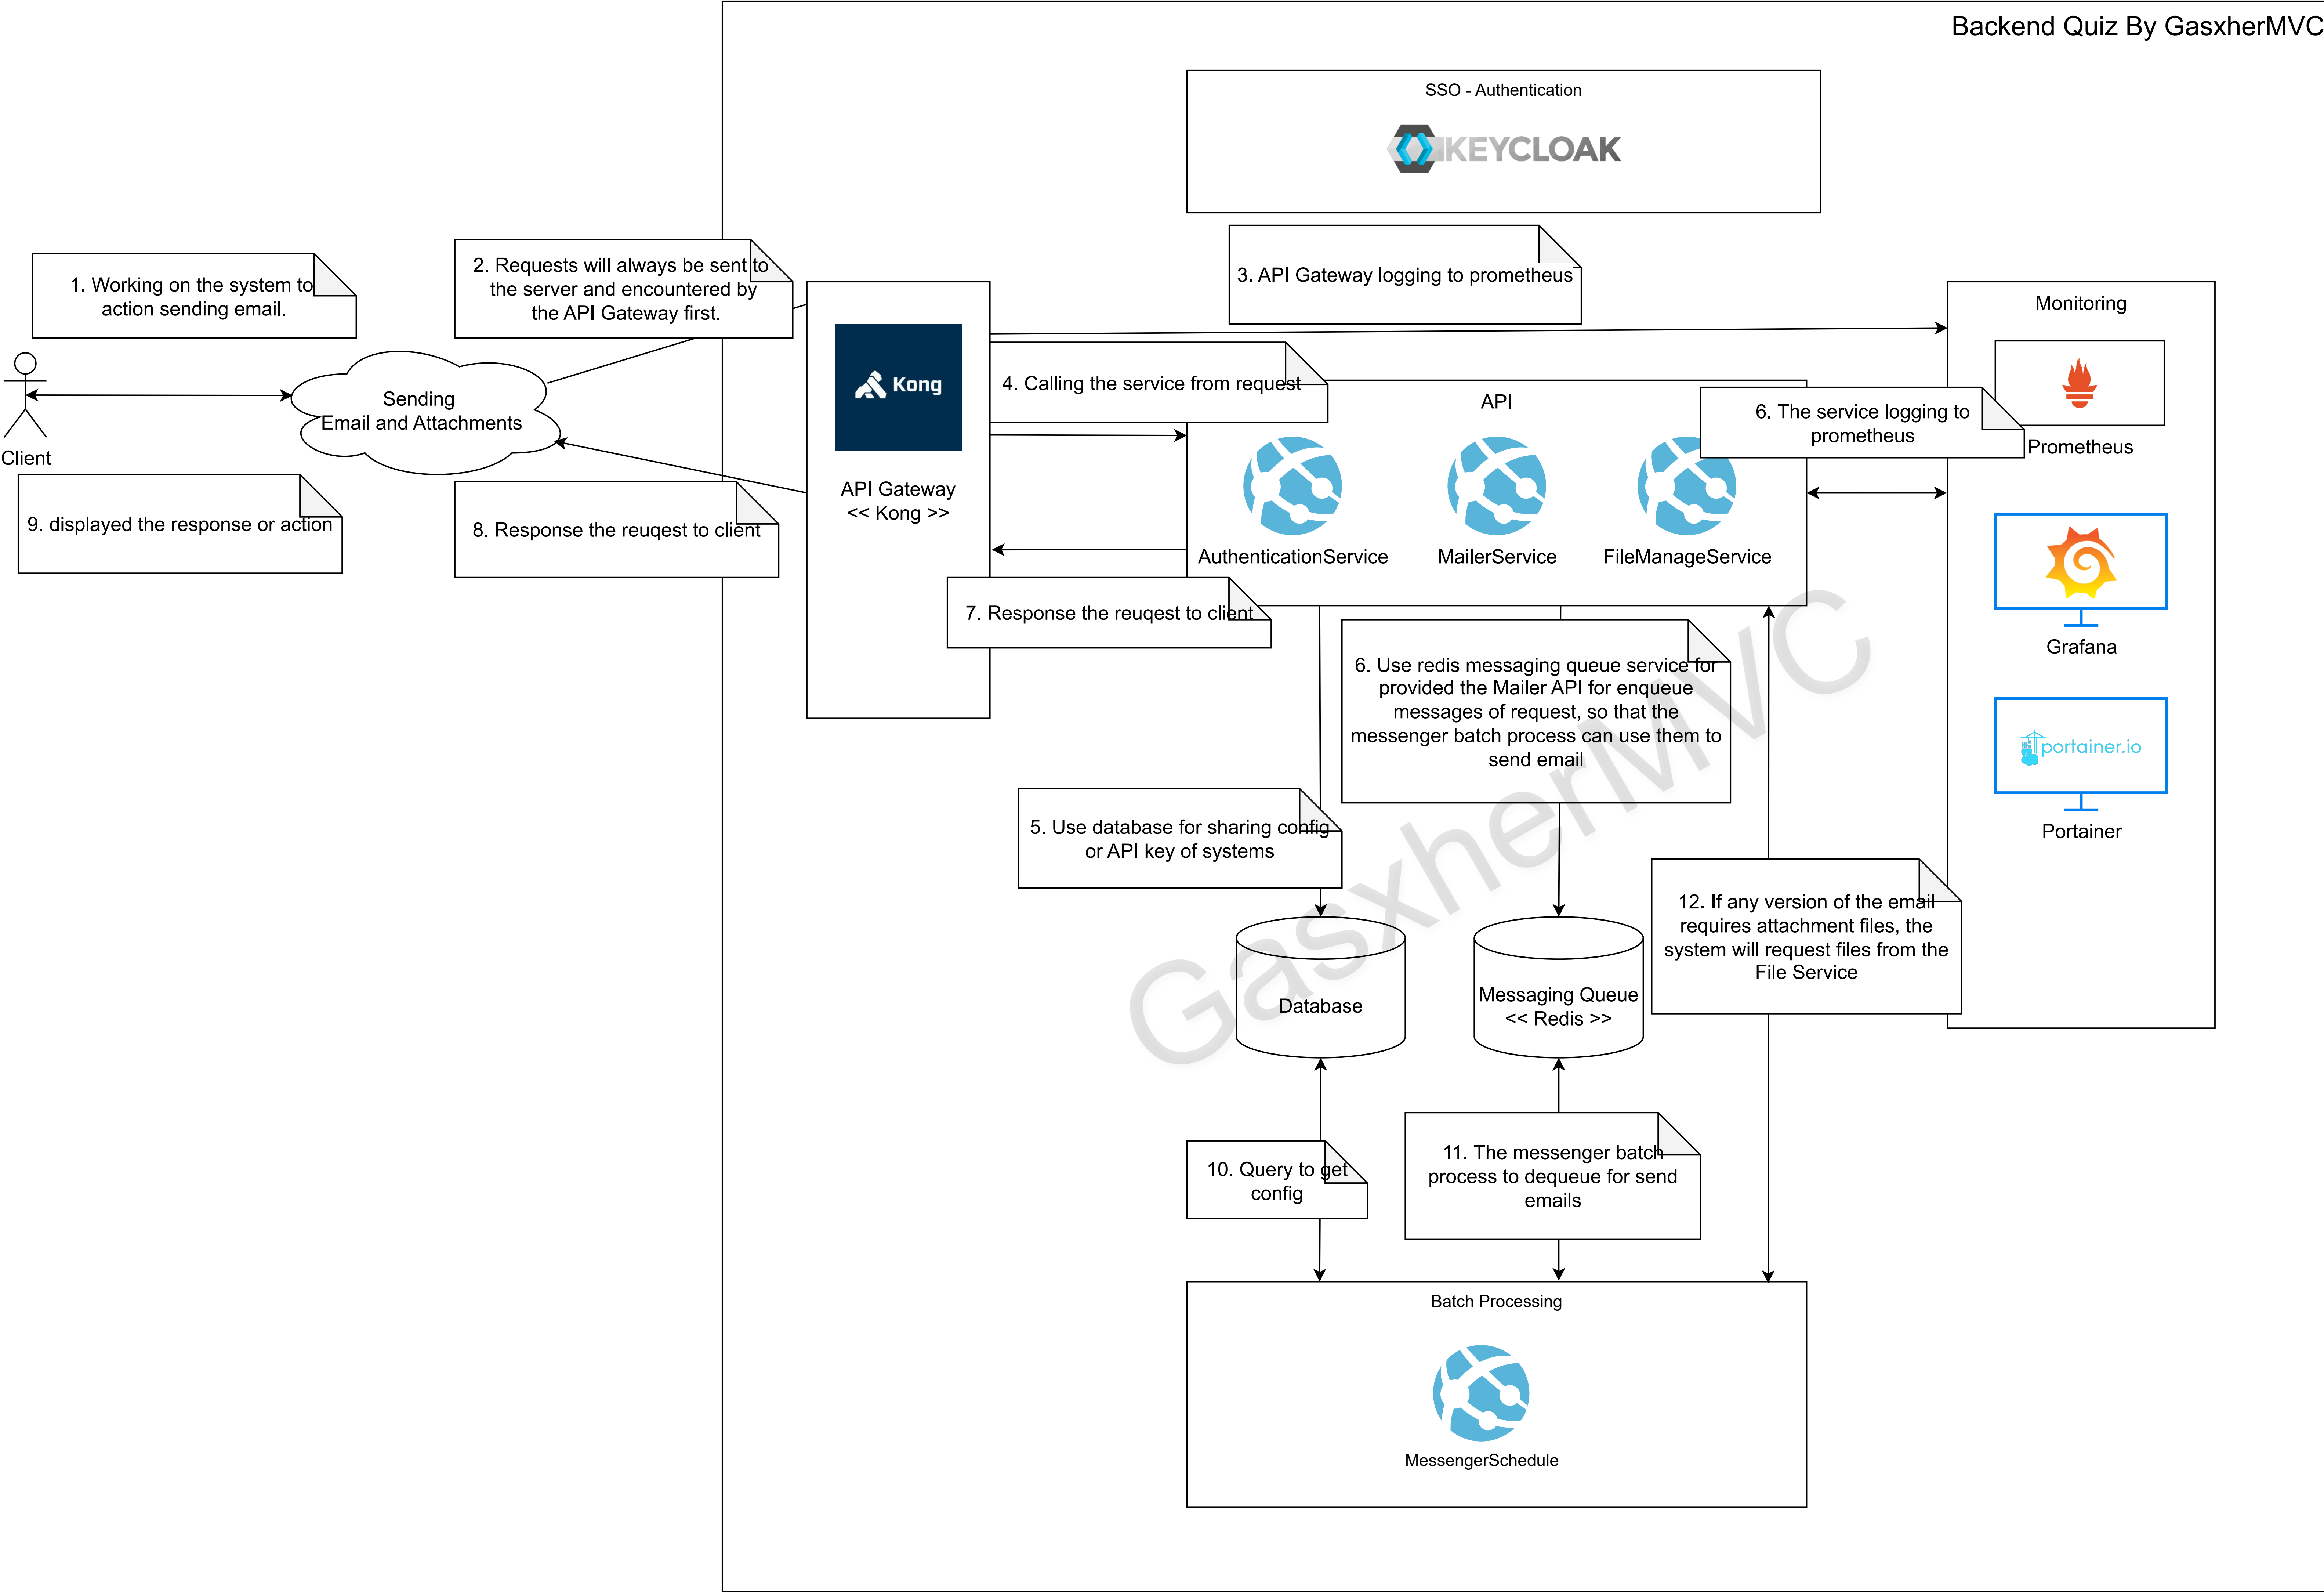 Backend Quiz By GasxherMVC
SSO - Authentication
KEYCLOAK
1. Working on the system to
action sending email.
2. Requests will always be sent to
the server and encountered by
the API Gateway first.
3. API Gateway logging to prometheus
Monitoring
Kong
4. Calling the service from request
API
6. The service logging to
prometheus
Prometheus
Sending
Email and Attachments
Client
API Gateway
<< Kong >>
9. displayed the response or action
8. Response the reuqest to client
AuthenticationService
MailerService
FileManageService
7. Response the reuqest to client
Grafana
6. Use redis messaging queue service for
provided the Mailer API for enqueue
messages of request, so that the
messenger batch process can use them to
send email
portainer.io
Portainer
5. Use database for sharing config
or API key of systems
GasxherMVC
12. If any version of the email
requires attachment files, the
system will request files from the
File Service
Database
Messaging Queue
<< Redis >>
10. Query to get
config
11. The messenger batch
process to dequeue for send
emails
Batch Processing
MessengerSchedule